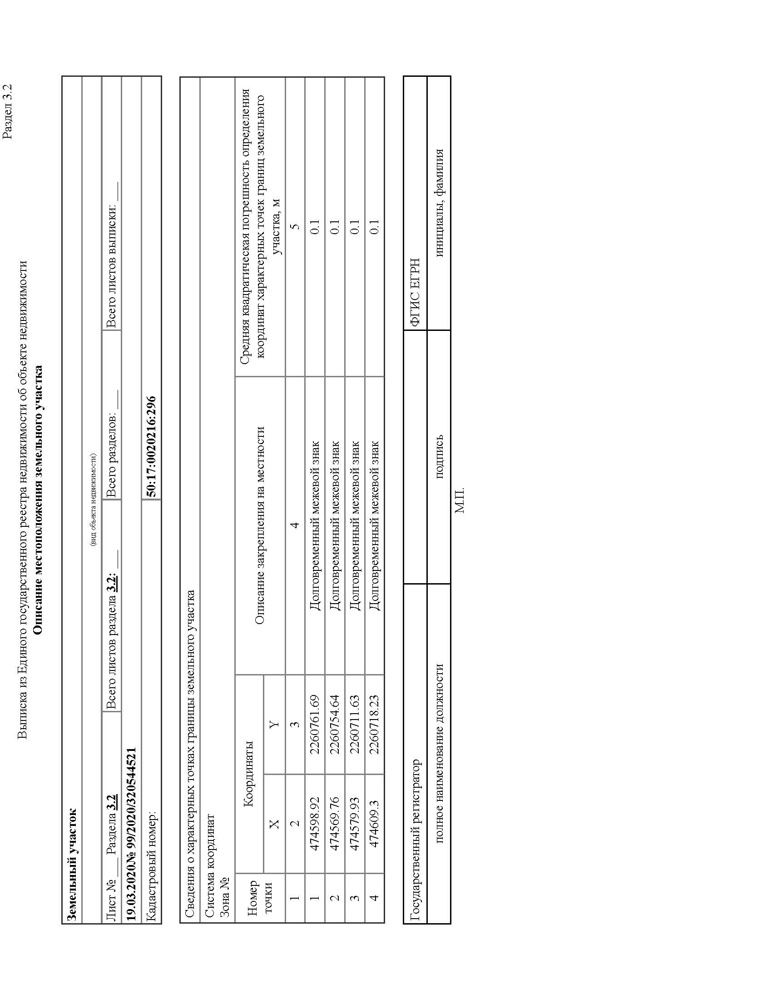 Раздел 3.2
Выписка из Единого государственного реестра недвижимости об объекте недвижимости
Описание местоположения земельного участка
Земельный участок
(вид объекта недвижимости)
Лист № ___ Раздела 3.2 Всего листов раздела 3.2: ___ Всего разделов: ___ Всего листов выписки: ___
19.03.2020№ 99/2020/320544521
Кадастровый номер: 50:17:0020216:296
Сведения о характерных точках границы земельного участка
Система координат
Зона №
Номер точки
Координаты
X Y
Описание закрепления на местности
Средняя квадратическая погрешность определения
координат характерных точек границ земельного
участка, м
1 2 3 4 5
1 474598.92 2260761.69 Долговременный межевой знак 0.1
2 474569.76 2260754.64 Долговременный межевой знак 0.1
3 474579.93 2260711.63 Долговременный межевой знак 0.1
4 474609.3 2260718.23 Долговременный межевой знак 0.1
Государственный регистратор ФГИС ЕГРН
полное наименование должности подпись инициалы, фамилия
М.П.